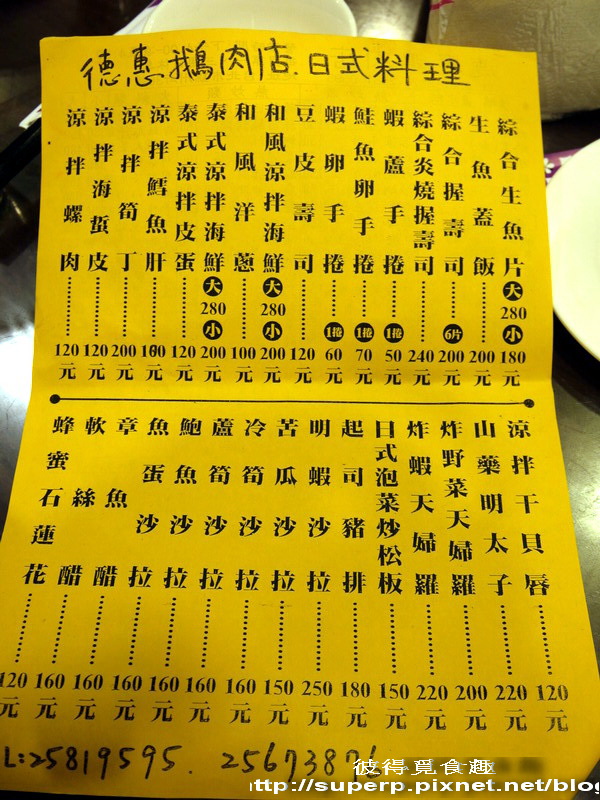 德惠鵝肉店.日式料理
綜合生魚片大280小180元
生魚蓋飯200元
綜合握壽司6片200元
綜合炎燒握壽司240元
蝦蘆手捲1捲50元
鮭魚卵手捲1捲70元
蝦卵手捲1捲60元
豆皮壽司120元
和風涼拌海鮮大280小200元
和風洋蔥100元
泰式涼拌海鮮大280小200元
泰式涼拌皮蛋120元
涼拌鱈魚肝元
涼拌筍丁200元
涼拌海蜇皮120元
涼拌螺肉120元
涼拌干貝唇120元
山藥明太子220元
炸野菜天婦羅200元
炸蝦天婦羅220元
日式泡菜炒松板150元
起司豬排180元
明蝦沙拉250元
苦瓜沙拉150元
冷筍沙拉160元
蘆筍沙拉160元
鮑魚沙拉160元
魚蛋沙拉160元
章魚醋160元
軟絲醋160元
蜂蜜石蓮花120元
L:25819595. 25673876
彼得覓食趣
http://superp.pixnet.net/blog